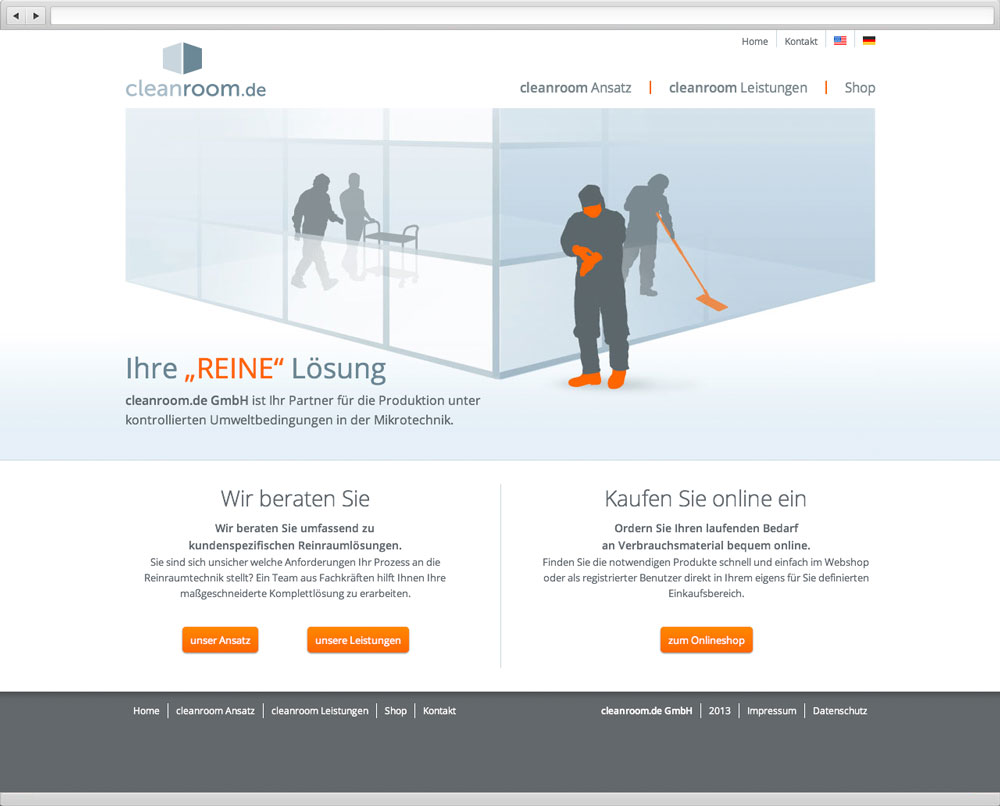 Home Kontakt
cleanroom.de
cleanroom Ansatz cleanroom Leistungen Shop
Ihre „REINE“ Lösung
cleanroom.de GmbH ist Ihr Partner für die Produktion unter
kontrollierten Umweltbedingungen in der Mikrotechnik.
Wir beraten Sie
Wir beraten Sie umfassend zu
kundenspezifischen Reinraumlösungen.
Sie sind sich unsicher welche Anforderungen Ihr Prozess an die
Reinraumtechnik stellt? Ein Team aus Fachkräften hilft Ihnen Ihre
maßgeschneiderte Komplettlösung zu erarbeiten.
unser Ansatz unsere Leistungen
Kaufen Sie online ein
Ordern Sie Ihren laufenden Bedarf
an Verbrauchsmaterial bequem online.
Finden Sie die notwendigen Produkte schnell und einfach im Webshop
oder als registrierter Benutzer direkt in Ihrem eigens für Sie definierten
Einkaufsbereich.
zum Onlineshop
Home cleanroom Ansatz cleanroom Leistungen Shop Kontakt
cleanroom.de GmbH 2013 Impressum Datenschutz